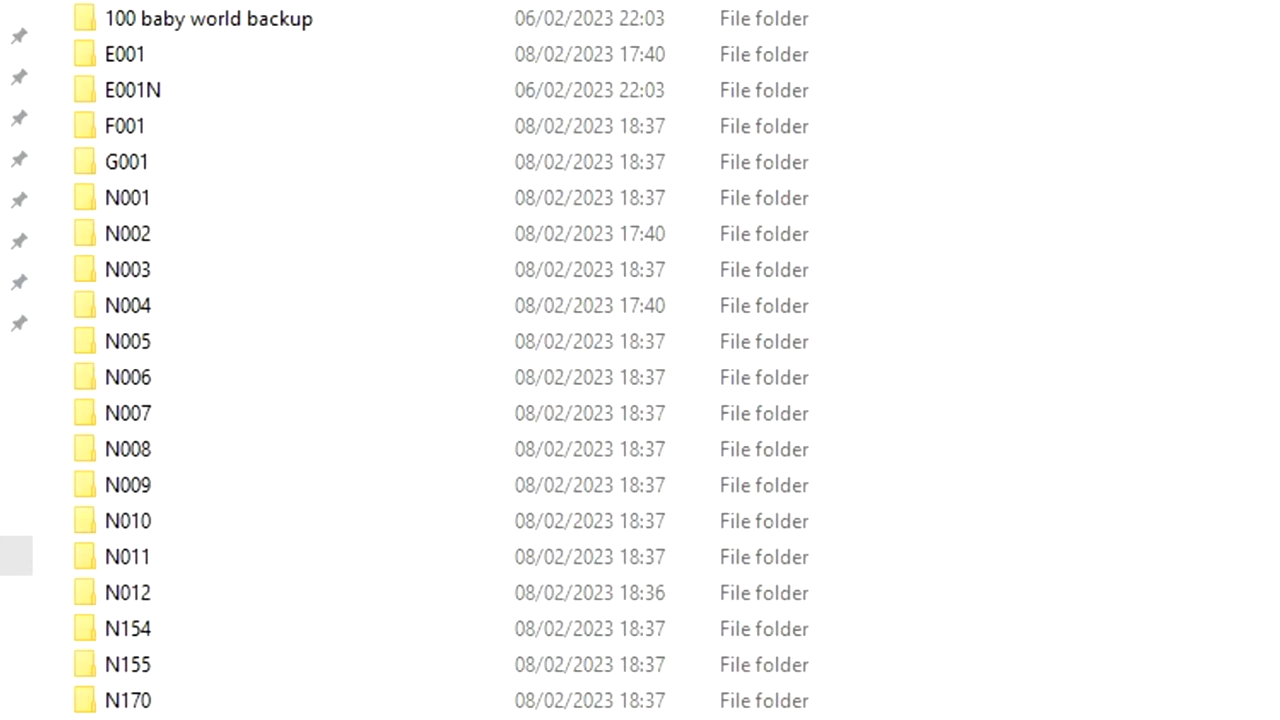 100 baby world backup 06/02/2023 22:03 File folder
E001 08/02/2023 17:40 File folder
E001N 06/02/2023 22:03 File folder
F001 08/02/2023 18:37 File folder
G001 08/02/2023 18:37 File folder
N001 08/02/2023 18:37 File folder
N002 08/02/2023 17:40 File folder
N003 08/02/2023 18:37 File folder
N004 08/02/2023 17:40 File folder
N005 08/02/2023 18:37 File folder
N006 08/02/2023 18:37 File folder
N007 08/02/2023 18:37 File folder
N008 08/02/2023 18:37 File folder
N009 08/02/2023 18:37 File folder
N010 08/02/2023 18:37 File folder
N011 08/02/2023 18:37 File folder
N012 08/02/2023 18:36 File folder
N154 08/02/2023 18:37 File folder
N155 08/02/2023 18:37 File folder
N170 08/02/2023 18:37 File folder